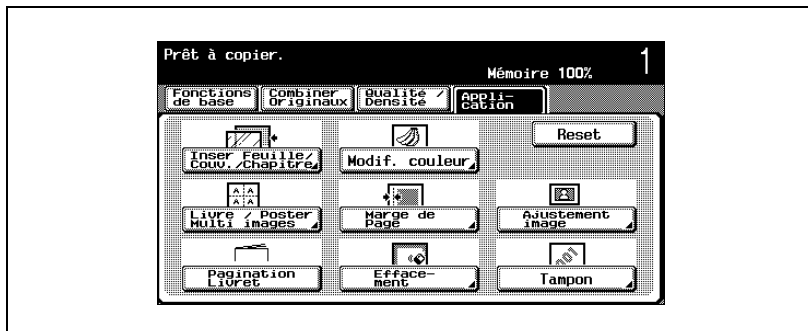 Prêt à copier.
Mémoire 100%
1
Fonctions de base
Combiner Originaux
Qualité / Densité
Appli-
cation
Reset
Inser Feuille/
Couv./Chapitre
Modif. couleur
Livre / Poster
Multi images
Marge de
Page
Ajustement
image
Pagination
Livret
Efface-
ment
Tampon